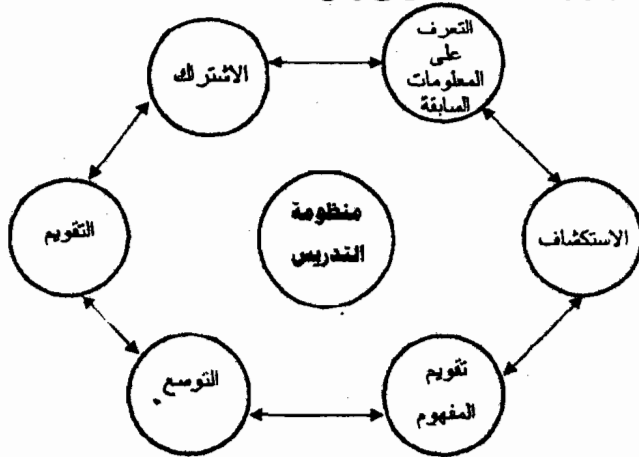 التعرف
على
المعلومات
السابقة
الاشتراك
الاستكشاف
منظومة
التدريس
التقويم
تقويم
المفهوم
التوسع